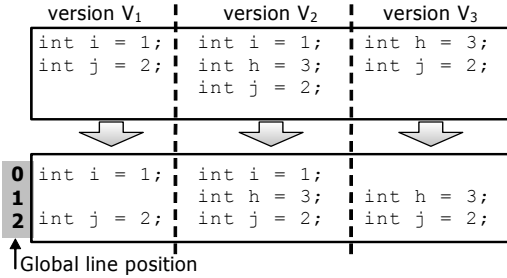 version V1 version V2 version V3
int i = 1; int i = 1; int h = 3;
int j = 2; int h = 3; int j = 2;
int j = 2;
0 int i = 1; int i = 1;
1 int h = 3; int h = 3;
2 int j = 2; int j = 2; int j = 2;
Global line position